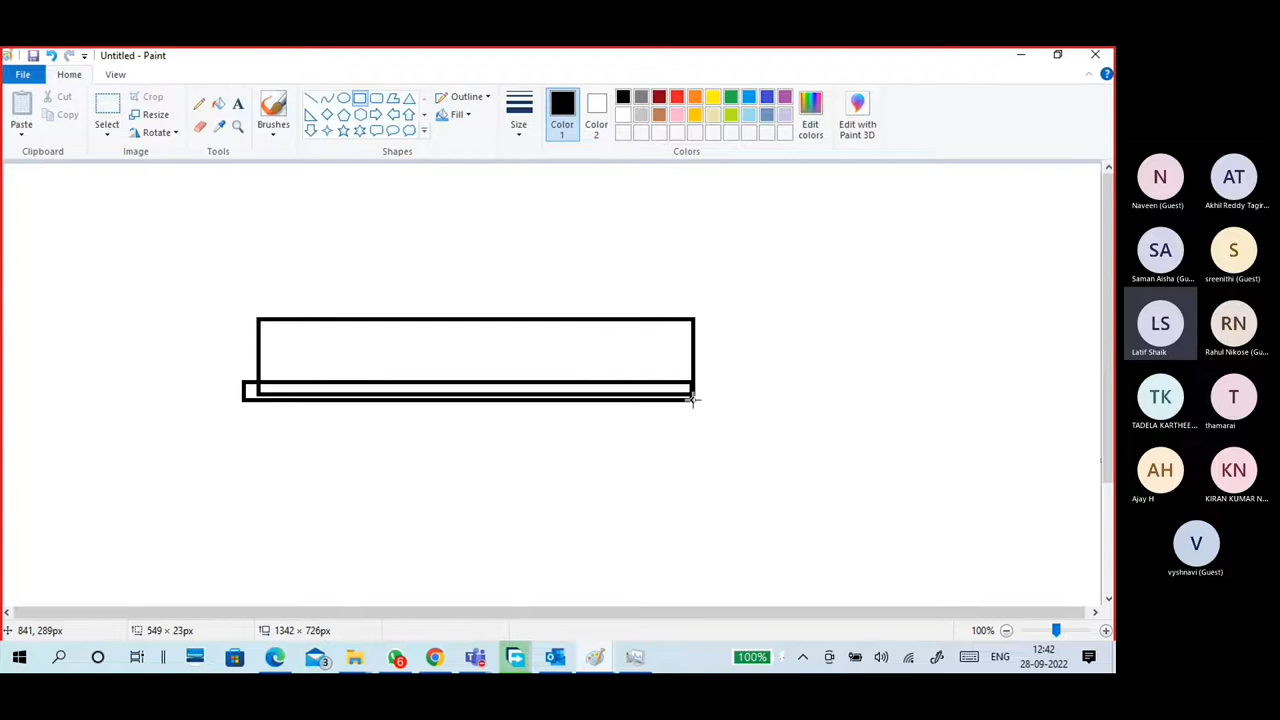 Untitled - Paint
File Home View
Paste
Cut
Copy
Clipboard
Select
Crop
Resize
Rotate
Image
A
Tools
Brushes
Shapes
Outline
Fill
Size
Color 1
Color 2
Edit colors
Edit with Paint 3D
Colors
N
Naveen (Guest)
AT
Akhil Reddy Tagir...
SA
Saman Aisha (Gu...
S
sreenithi (Guest)
LS
Latif Shaik
RN
Rahul Nikose (Gu...
TK
TADELA KARTHEE...
T
thamarai
AH
Ajay H
KN
KIRAN KUMAR N...
V
vyshnavi (Guest)
841, 289px 549 × 23px 1342 × 726px 100%
3 6 100% ENG 12:42
28-09-2022